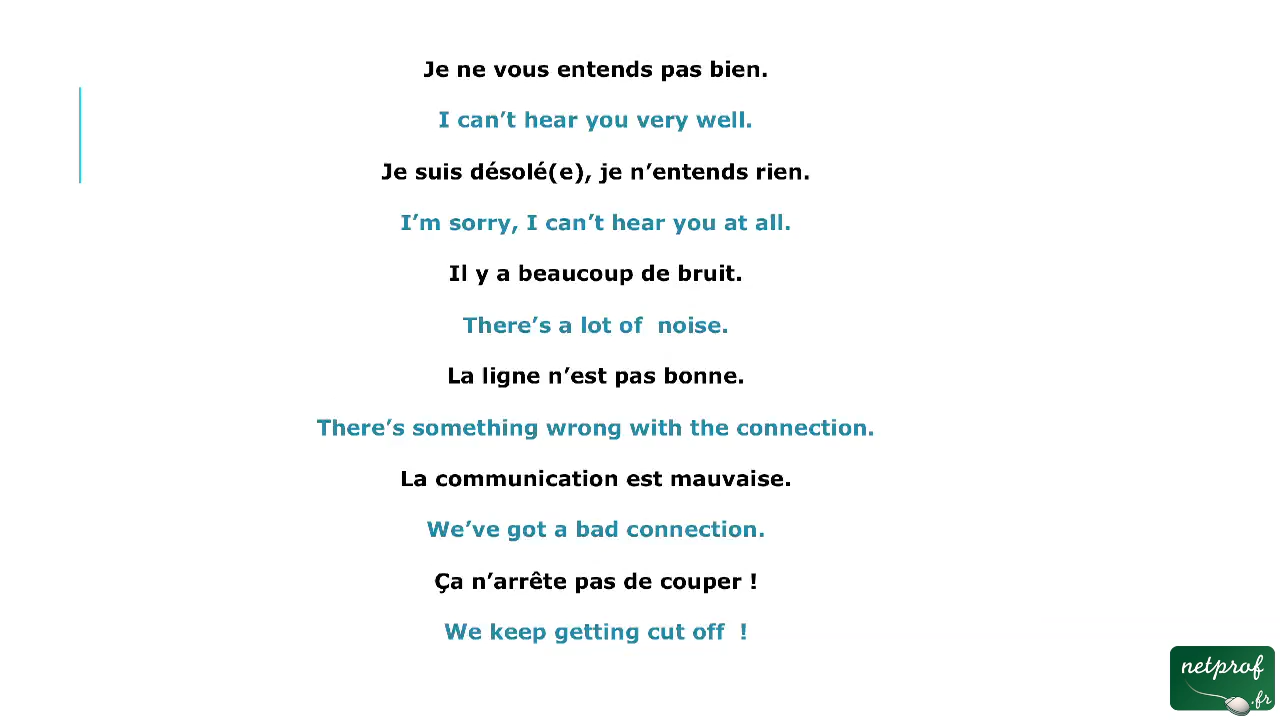 Je ne vous entends pas bien.
I can’t hear you very well.
Je suis désolé(e), je n’entends rien.
I’m sorry, I can’t hear you at all.
Il y a beaucoup de bruit.
There’s a lot of  noise.
La ligne n’est pas bonne.
There’s something wrong with the connection.
La communication est mauvaise.
We’ve got a bad connection.
Ça n’arrête pas de couper !
We keep getting cut off  !
netprof
.fr